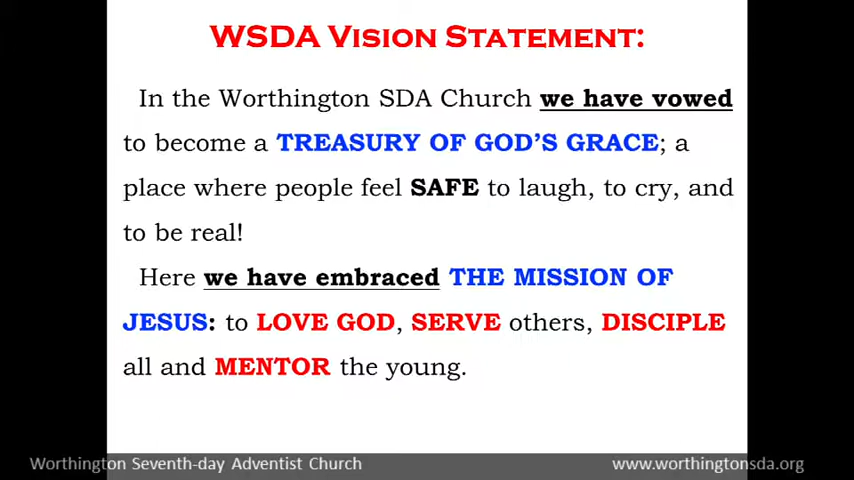 WSDA VISION STATEMENT:
In the Worthington SDA Church we have vowed
to become a TREASURY OF GOD'S GRACE; a
place where people feel SAFE to laugh, to cry, and
to be real!
Here we have embraced THE MISSION OF
JESUS: to LOVE GOD, SERVE others, DISCIPLE
all and MENTOR the young.
Worthington Seventh-day Adventist Church
www.worthingtonsda.org